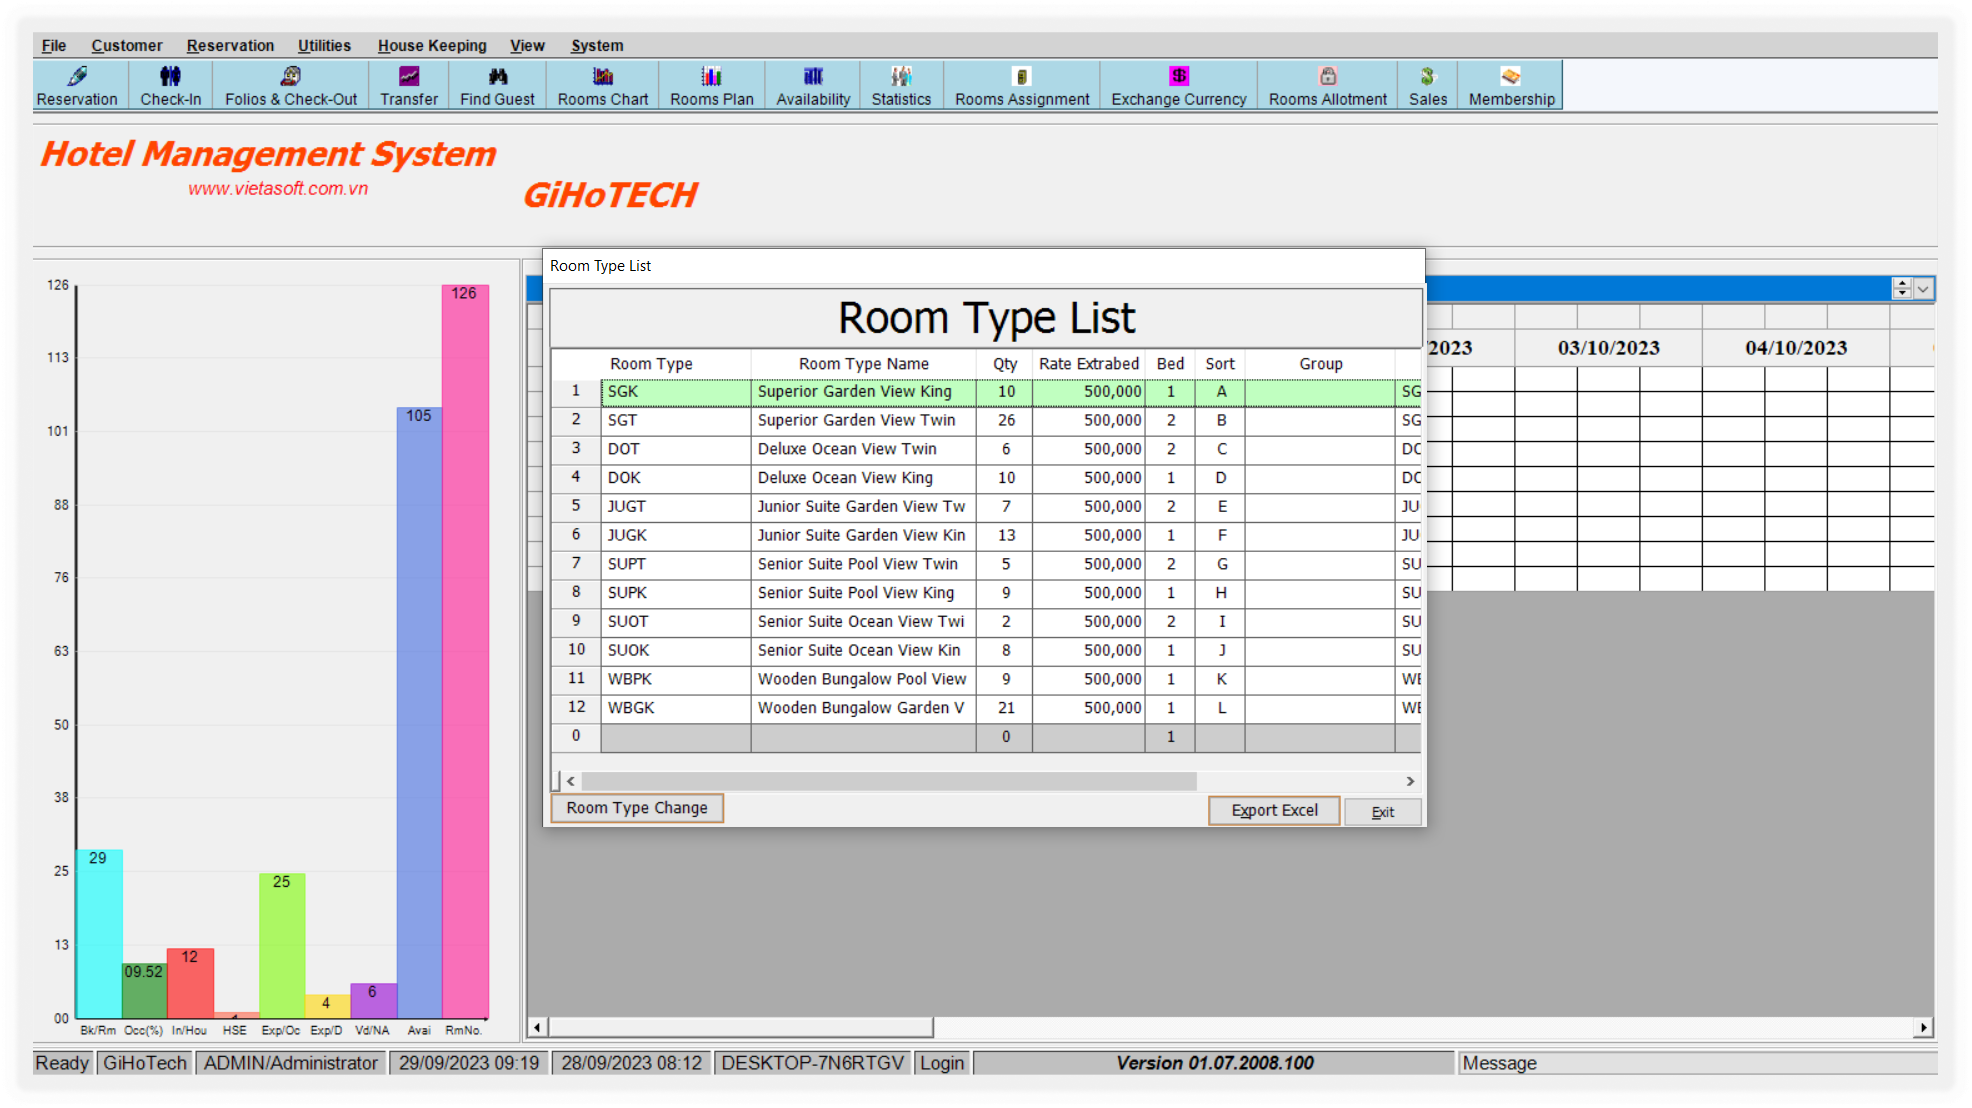 File Customer Reservation Utilities House Keeping View System
Reservation Check-In Folios & Check-Out Transfer Find Guest Rooms Chart Rooms Plan Availability Statistics Rooms Assignment Exchange Currency Rooms Allotment Sales Membership
Hotel Management System
www.vietasoft.com.vn
GiHoTECH
126
113
101
88
76
63
50
38
25
13
00
29
09.52
12
25
4
6
105
126
Bk/Rm Occ(%) In/Hou HSE Exp/Oc Exp/D Vd/NA Avai RmNo.
2023 03/10/2023 04/10/2023
Room Type List
Room Type List
Room Type Room Type Name Qty Rate Extrabed Bed Sort Group
1 SGK Superior Garden View King 10 500,000 1 A SG
2 SGT Superior Garden View Twin 26 500,000 2 B SG
3 DOT Deluxe Ocean View Twin 6 500,000 2 C DO
4 DOK Deluxe Ocean View King 10 500,000 1 D DO
5 JUGT Junior Suite Garden View Tw 7 500,000 2 E JU
6 JUGK Junior Suite Garden View Kin 13 500,000 1 F JU
7 SUPT Senior Suite Pool View Twin 5 500,000 2 G SU
8 SUPK Senior Suite Pool View King 9 500,000 1 H SU
9 SUOT Senior Suite Ocean View Twi 2 500,000 2 I SU
10 SUOK Senior Suite Ocean View Kin 8 500,000 1 J SU
11 WBPK Wooden Bungalow Pool View 9 500,000 1 K WB
12 WBGK Wooden Bungalow Garden V 21 500,000 1 L WB
0 0 1
Room Type Change Export Excel Exit
Ready GiHoTech ADMIN/Administrator 29/09/2023 09:19 28/09/2023 08:12 DESKTOP-7N6RTGV Login Version 01.07.2008.100 Message